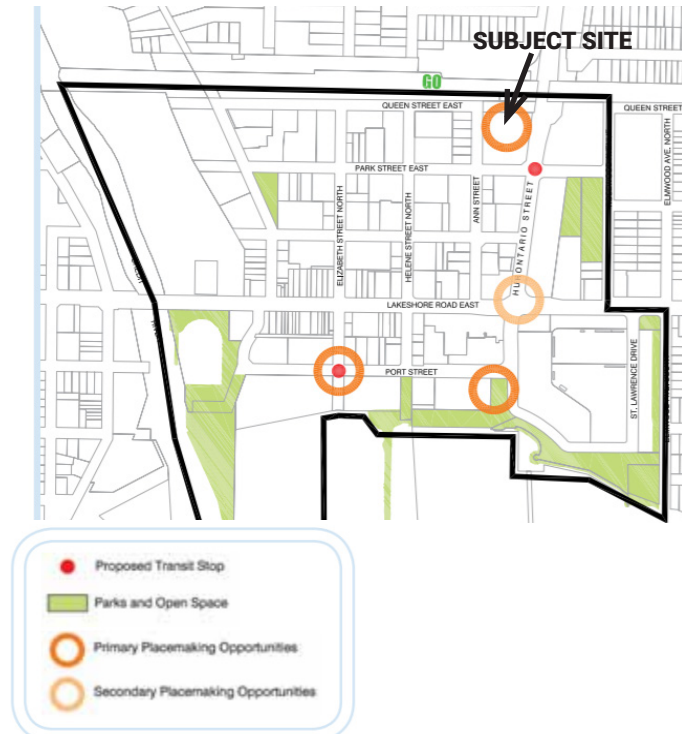 SUBJECT SITE
GO
QUEEN STREET EAST
QUEEN STREET
PARK STREET EAST
ELMWOOD AVE, NORTH
ELIZABETH STREET NORTH
HELENE STREET NORTH
ANN STREET
HURONTARIO STREET
LAKESHORE ROAD EAST
PORT STREET
ST. LAWRENCE DRIVE
Proposed Transit Stop
Parks and Open Space
Primary Placemaking Opportunities
Secondary Placemaking Opportunities